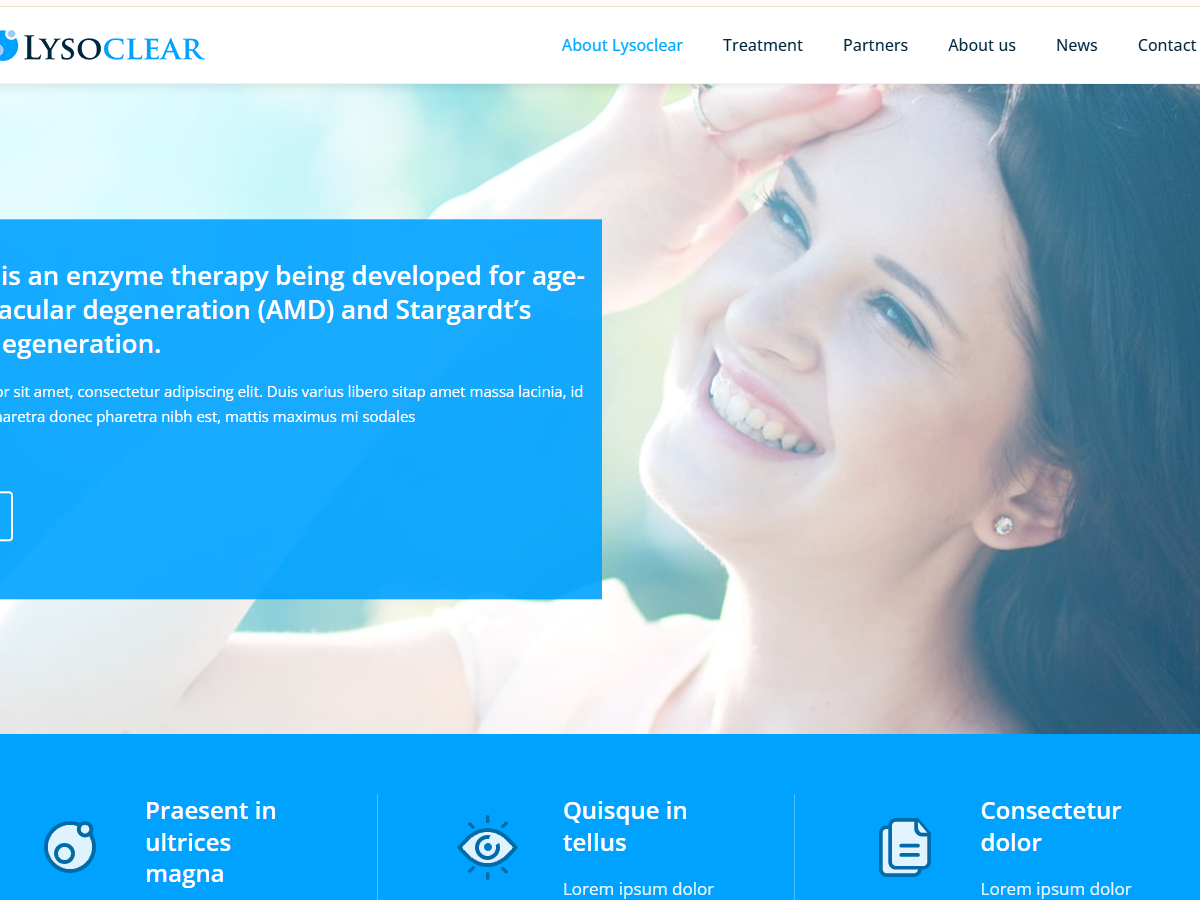 LYSOCLEAR
About Lysoclear Treatment Partners About us News Contact
is an enzyme therapy being developed for age-
acular degeneration (AMD) and Stargardt's
egeneration.
or sit amet, consectetur adipiscing elit. Duis varius libero sitap amet massa lacinia, id
haretra donec pharetra nibh est, mattis maximus mi sodales
Praesent in
ultrices
magna
Quisque in
tellus
Lorem ipsum dolor
Consectetur
dolor
Lorem ipsum dolor